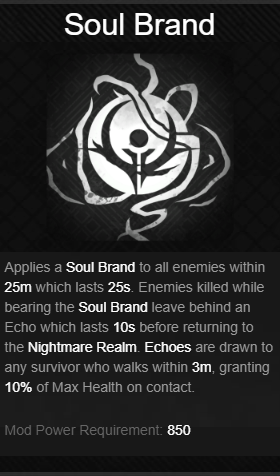 Soul Brand
Applies a Soul Brand to all enemies within
25m which lasts 25s. Enemies killed while
bearing the Soul Brand leave behind an
Echo which lasts 10s before returning to
the Nightmare Realm. Echoes are drawn to
any survivor who walks within 3m, granting
10% of Max Health on contact.
Mod Power Requirement: 850